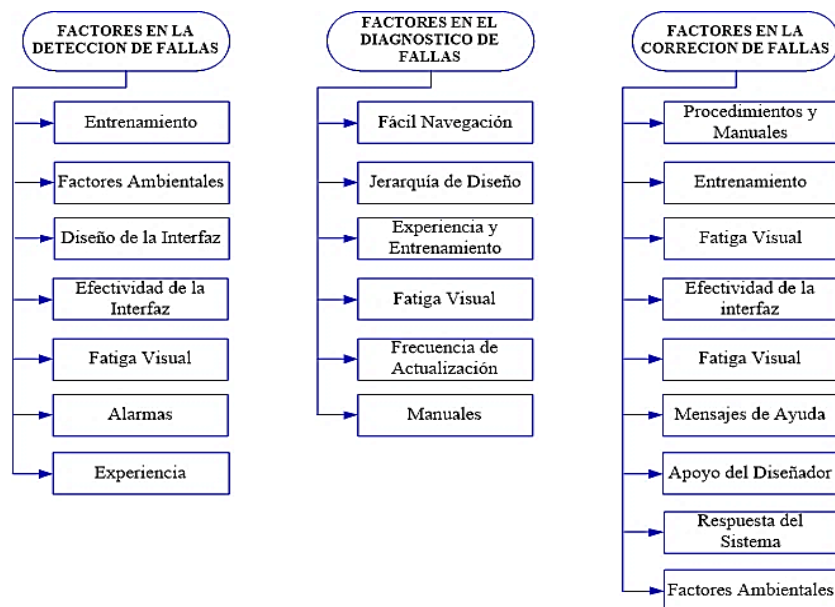 FACTORES EN LA
DETECCION DE FALLAS
Entrenamiento
Factores Ambientales
Diseño de la Interfaz
Efectividad de la
Interfaz
Fatiga Visual
Alarmas
Experiencia
FACTORES EN EL
DIAGNOSTICO DE
FALLAS
Fácil Navegación
Jerarquía de Diseño
Experiencia y
Entrenamiento
Fatiga Visual
Frecuencia de
Actualización
Manuales
FACTORES EN LA
CORRECION DE FALLAS
Procedimientos y
Manuales
Entrenamiento
Fatiga Visual
Efectividad de la
interfaz
Fatiga Visual
Mensajes de Ayuda
Apoyo del Diseñador
Respuesta del
Sistema
Factores Ambientales